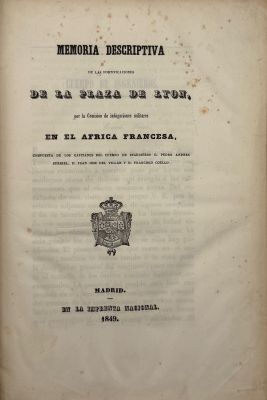 MEMORIA DESCRIPTIVA
DE LAS FORTIFICACIONES
DE LA PLAZA DE LYON,
por la Comision de indagaciones militares
EN EL AFRICA FRANCESA,
COMPUESTA DE LOS CAPITANES DEL CUERPO DE INGENIEROS D. PEDRO ANDRES
BURRIEL, D. JUAN JOSE DEL VILLAR Y D. FRANCISCO COELLO.
MADRID.
EN LA IMPRENTA NACIONAL.
1849.